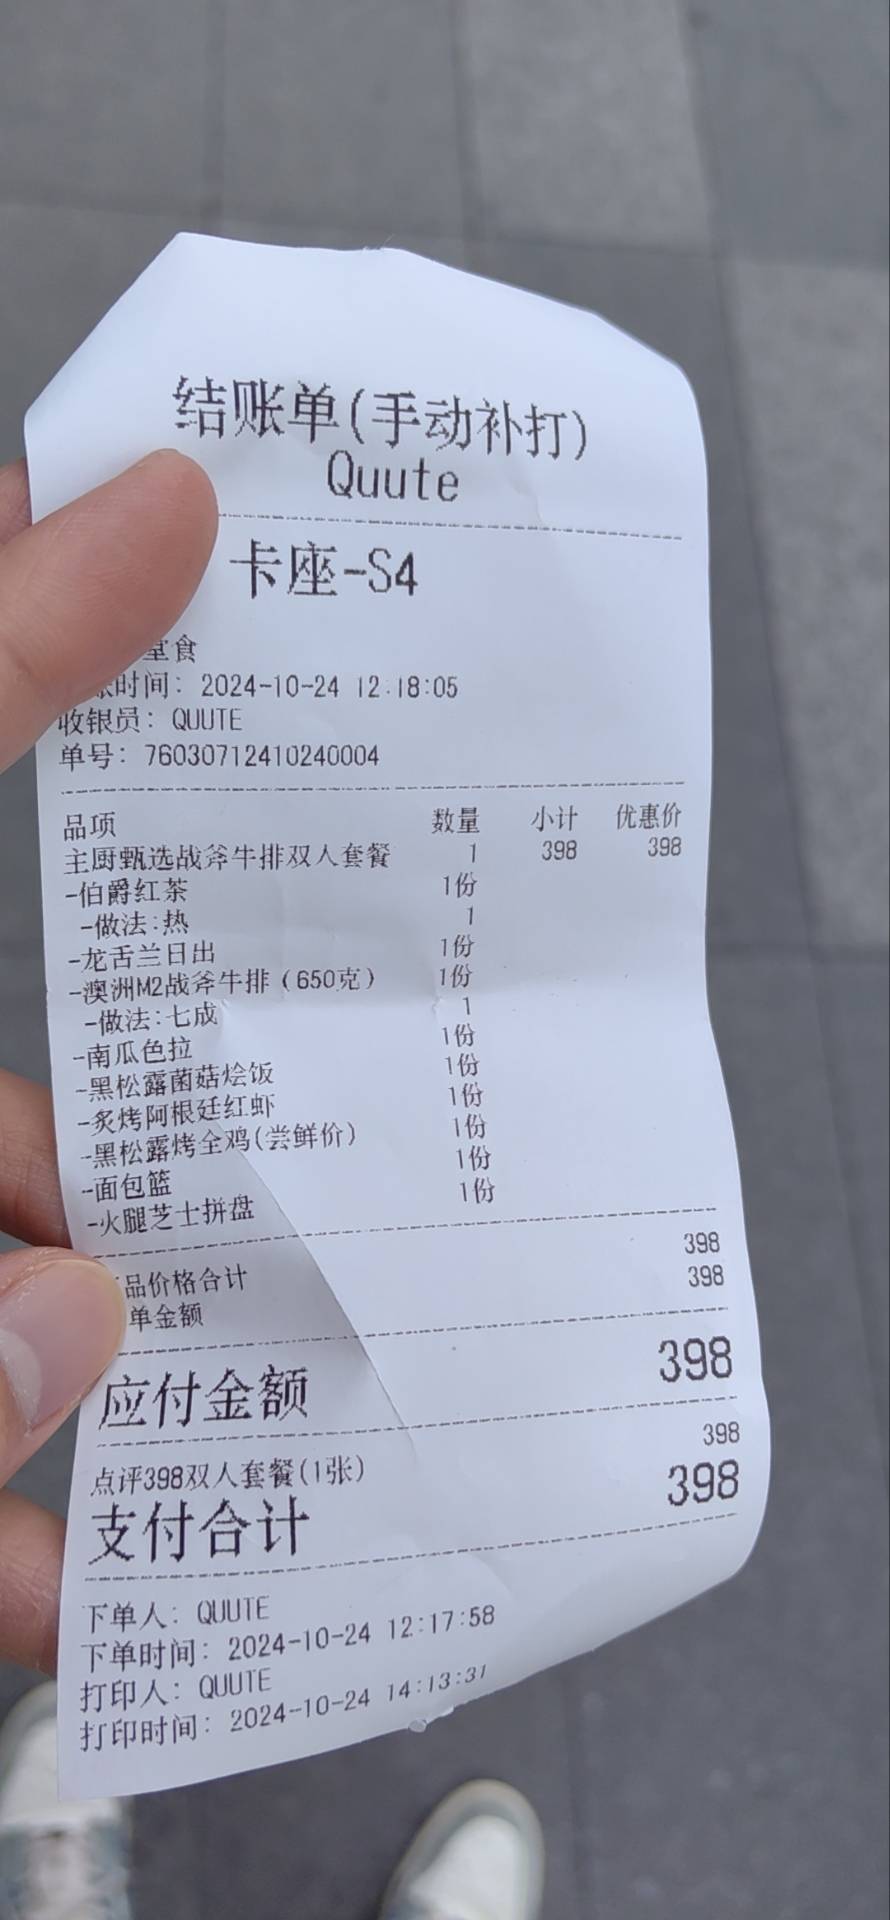 结账单(手动补打)
Quute
卡座-S4
堂食
账时间: 2024-10-24 12:18:05
收银员: QUUTE
单号: 76030712410240004
品项 数量 小计 优惠价
主厨甄选战斧牛排双人套餐 1 398 398
-伯爵红茶 1份
-做法:热 1
-龙舌兰日出 1份
-澳洲M2战斧牛排(650克) 1份
-做法:七成 1
-南瓜色拉 1份
-黑松露菌菇烩饭 1份
-炙烤阿根廷红虾 1份
-黑松露烤全鸡(尝鲜价) 1份
-面包篮 1份
-火腿芝士拼盘 1份
品价格合计 398
单金额 398
应付金额 398
点评398双人套餐(1张) 398
支付合计 398
下单人: QUUTE
下单时间: 2024-10-24 12:17:58
打印人: QUUTE
打印时间: 2024-10-24 14:13:31